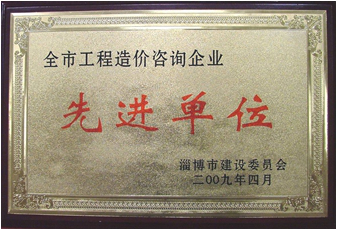 全市工程造价咨询企业
先进单位
淄博市建设委员会
二00九年四月